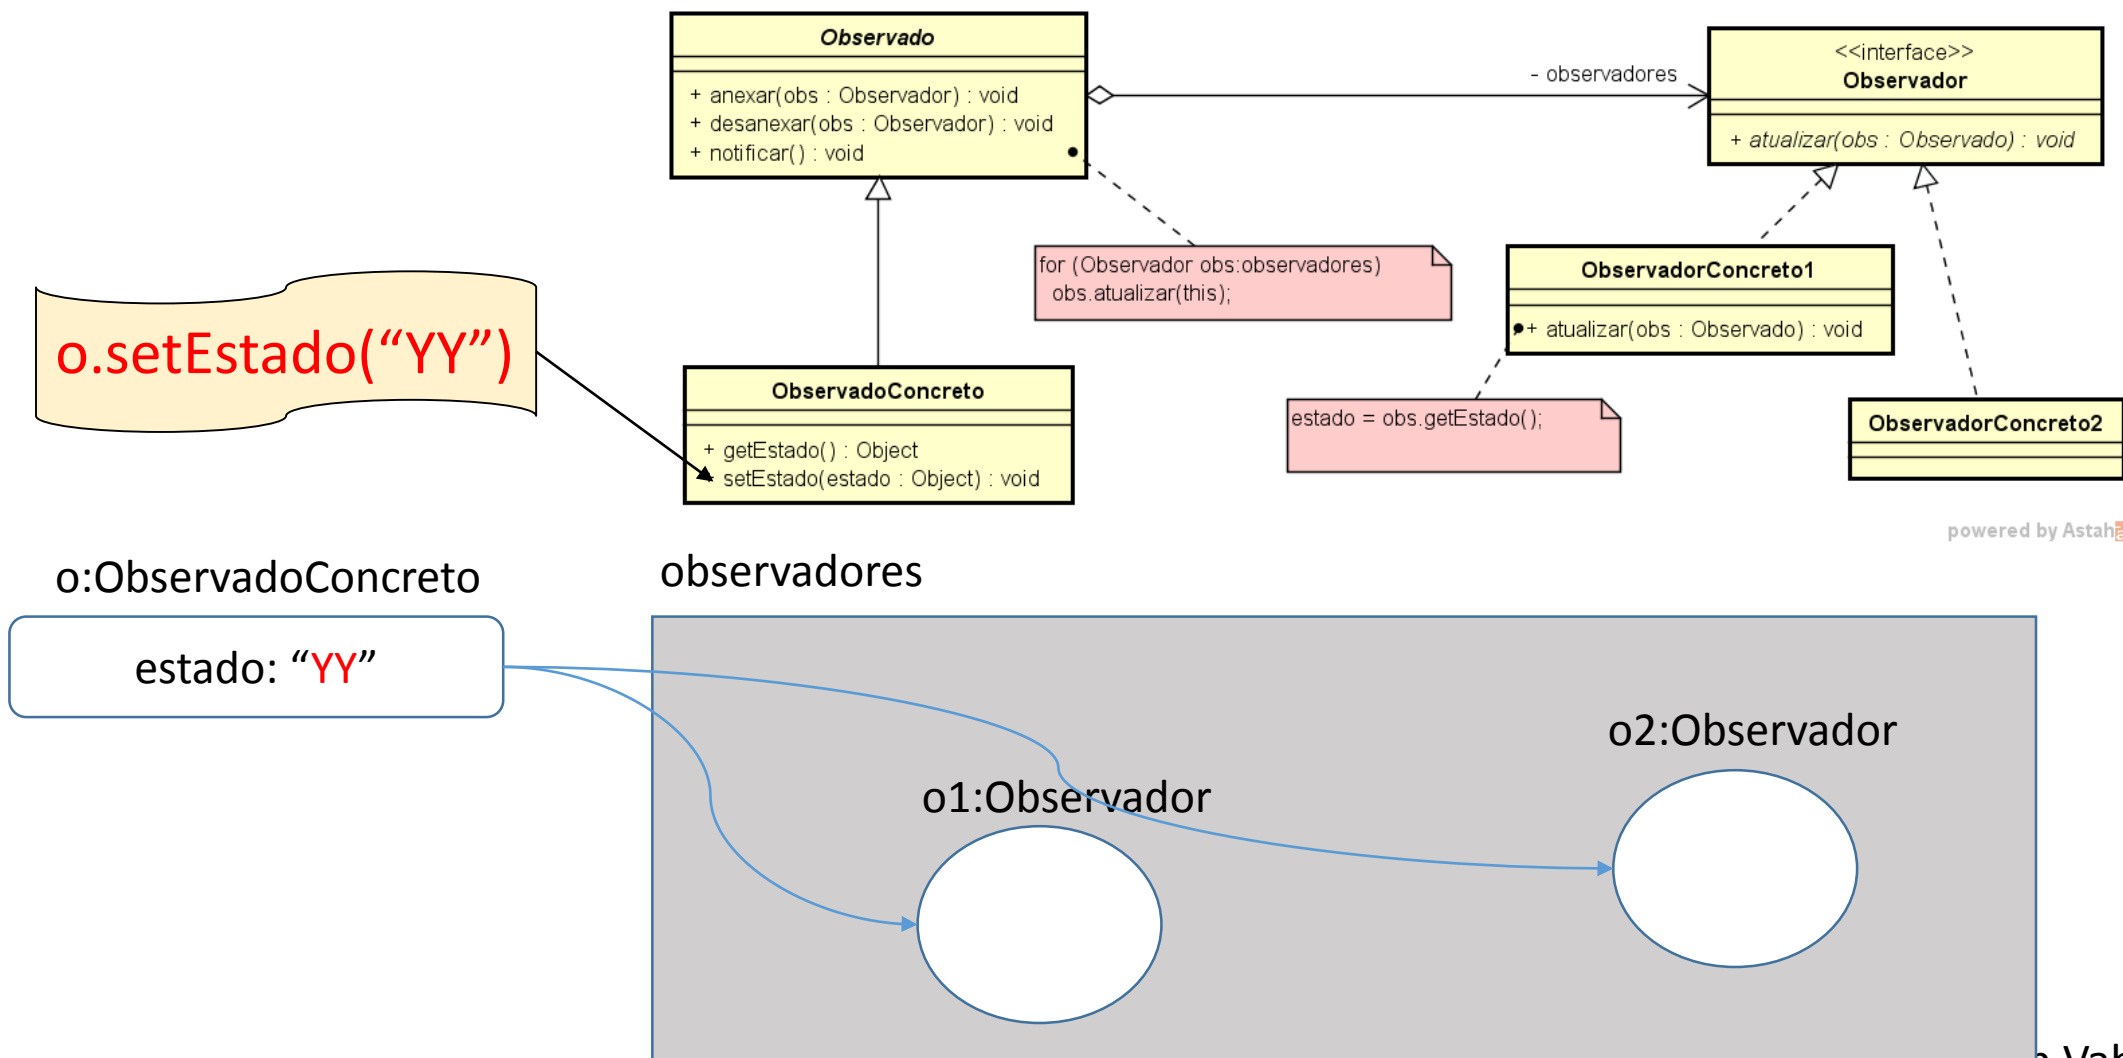 Observado
+ anexar(obs : Observador) : void
+ desanexar(obs : Observador) : void
+ notificar() : void
- observadores
<<interface>>
Observador
+ atualizar(obs : Observado) : void
for (Observador obs:observadores)
obs.atualizar(this);
ObservadorConcreto1
+ atualizar(obs : Observado) : void
o.setEstado(“YY”)
ObservadoConcreto
+ getEstado() : Object
setEstado(estado : Object) : void
estado = obs.getEstado();
ObservadorConcreto2
powered by Astah
o:ObservadoConcreto
observadores
estado: “YY”
o2:Observador
o1:Observador